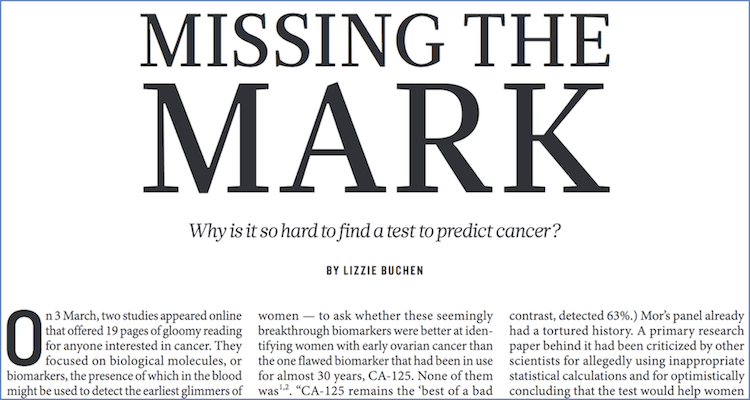 MISSING THE
MARK
Why is it so hard to find a test to predict cancer?
BY LIZZIE BUCHEN
On 3 March, two studies appeared online
that offered 19 pages of gloomy reading
for anyone interested in cancer. They
focused on biological molecules, or
biomarkers, the presence of which in the blood
might be used to detect the earliest glimmers of
women — to ask whether these seemingly
breakthrough biomarkers were better at iden-
tifying women with early ovarian cancer than
the one flawed biomarker that had been in use
for almost 30 years, CA-125. None of them
was¹,². “CA-125 remains the ‘best of a bad
contrast, detected 63%.) Mor’s panel already
had a tortured history. A primary research
paper behind it had been criticized by other
scientists for allegedly using inappropriate
statistical calculations and for optimistically
concluding that the test would help women